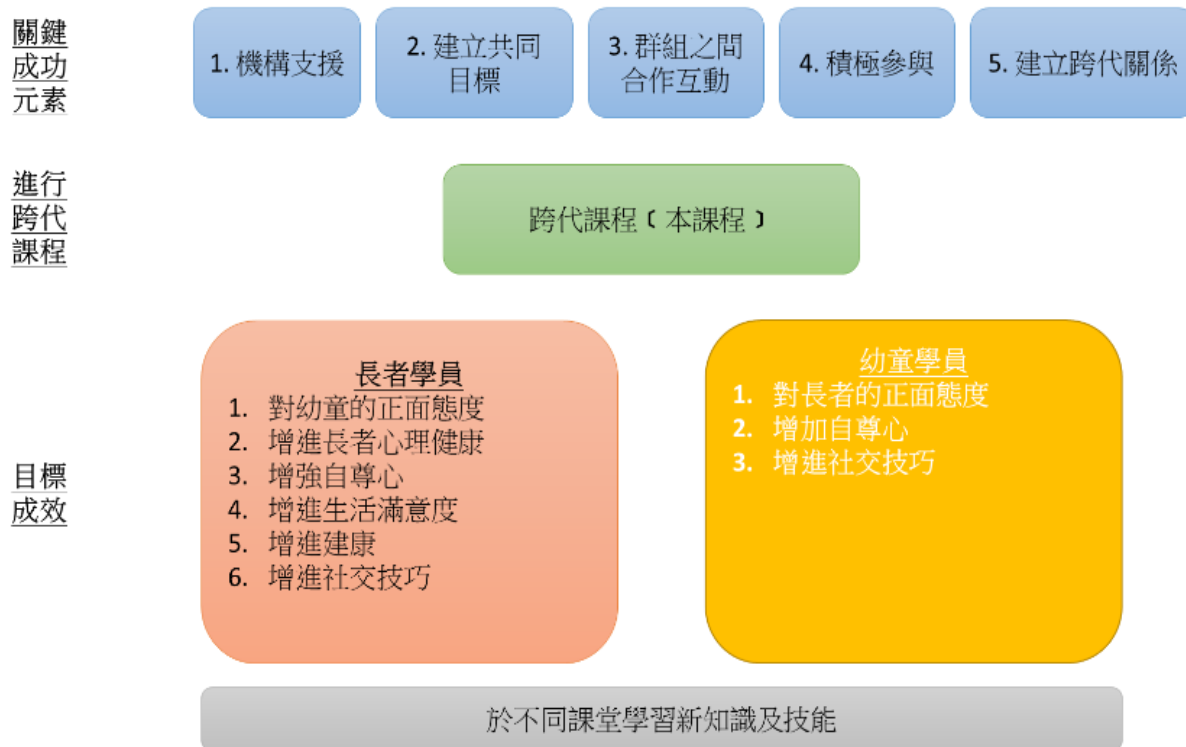 關鍵
成功
元素
1. 機構支援
2. 建立共同
目標
3. 群組之間
合作互動
4. 積極參與
5. 建立跨代關係
進行
跨代
課程
跨代課程﹝本課程﹞
目標
成效
長者學員
1. 對幼童的正面態度
2. 增進長者心理健康
3. 增強自尊心
4. 增進生活滿意度
5. 增進建康
6. 增進社交技巧
幼童學員
1. 對長者的正面態度
2. 增加自尊心
3. 增進社交技巧
於不同課堂學習新知識及技能